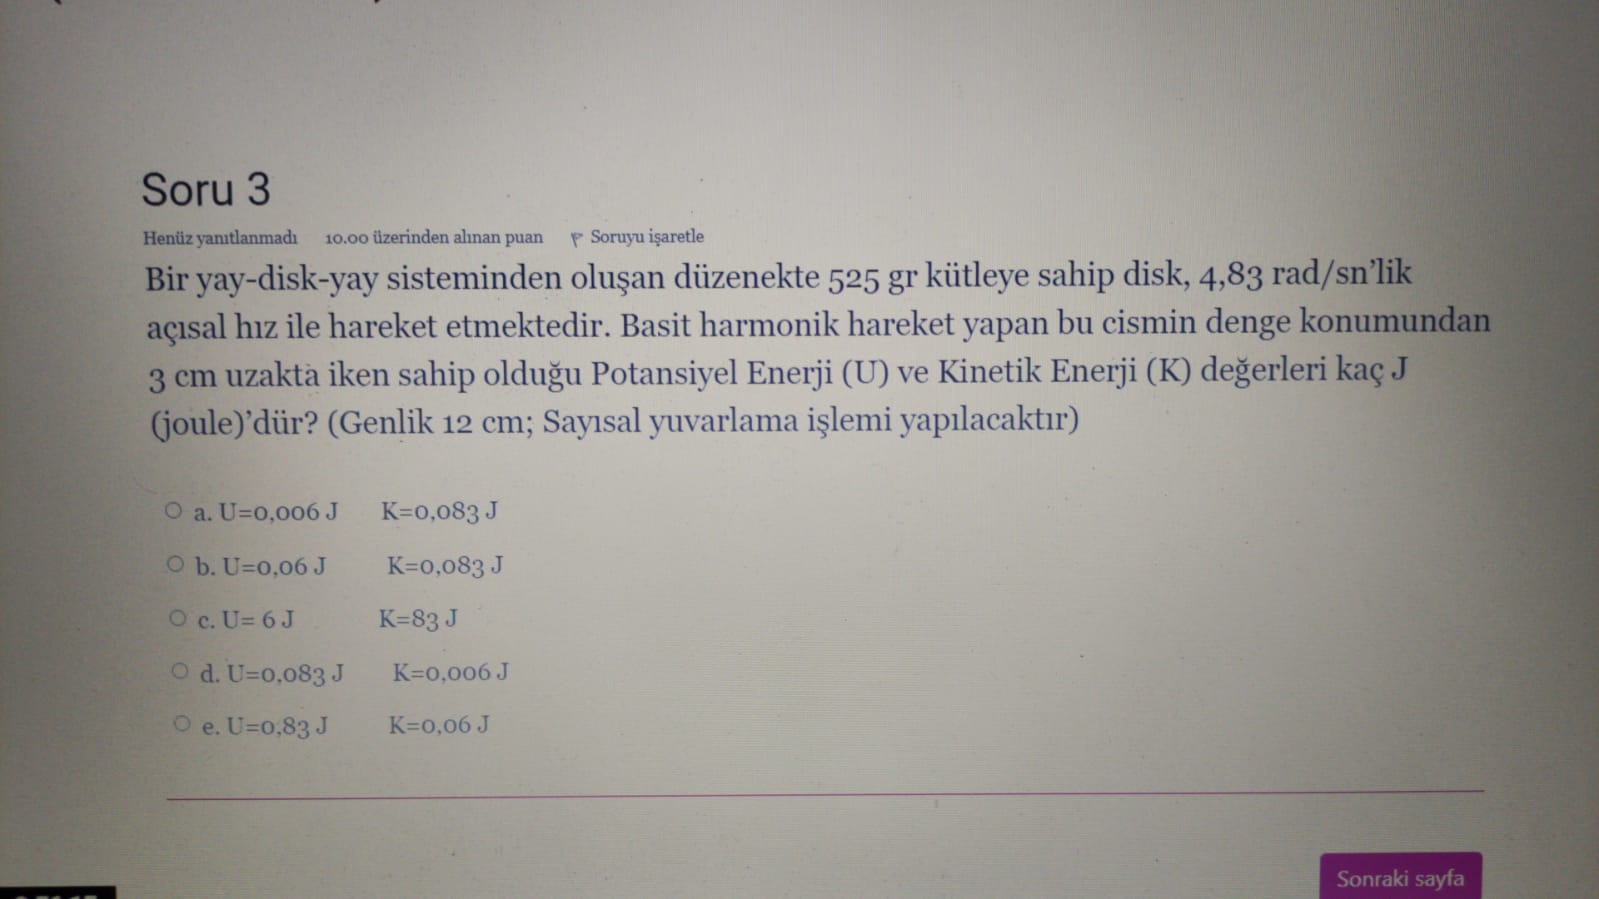 Soru 3
Henüz yanıtlanmadı 10.00 üzerinden alınan puan Soruyu işaretle
Bir yay-disk-yay sisteminden oluşan düzenekte 525 gr kütleye sahip disk, 4,83 rad/sn’lik
açısal hız ile hareket etmektedir. Basit harmonik hareket yapan bu cismin denge konumundan
3 cm uzakta iken sahip olduğu Potansiyel Enerji (U) ve Kinetik Enerji (K) değerleri kaç J
(joule)’dür? (Genlik 12 cm; Sayısal yuvarlama işlemi yapılacaktır)
a. U=0,006 J K=0,083 J
b. U=0,06 J K=0,083 J
c. U= 6 J K=83 J
d. U=0,083 J K=0,006 J
e. U=0,83 J K=0,06 J
Sonraki sayfa